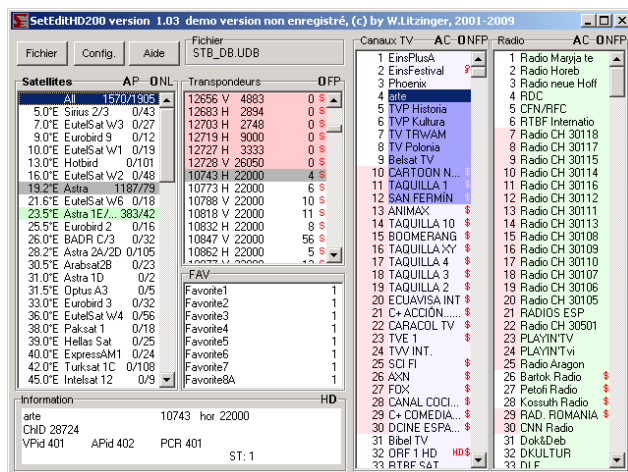 SetEditHD200 version 1.03 demo version non enregistré, (c) by W.Litzinger, 2001-2009
Fichier Config. Aide
Fichier
STB_DB.UDB
Satellites AP ONL
All 1570/1905
5.0°E Sirius 2/3 0/43
7.0°E EutelSat W3 0/27
9.0°E Eurobird 9 0/12
10.0°E EutelSat W1 0/19
13.0°E Hotbird 0/101
16.0°E EutelSat W2 0/48
19.2°E Astra 1187/79
21.6°E EutelSat W6 0/18
23.5°E Astra 1E/... 383/42
25.5°E Eurobird 2 0/16
26.0°E BADR C/3 0/32
28.2°E Astra 2A/2D 0/105
30.5°E Arabsat2B 0/23
31.0°E Astra 1D 0/2
31.5°E Optus A3 0/5
33.0°E Eurobird 3 0/32
36.0°E EutelSat W4 0/56
38.0°E Paksat 1 0/18
39.0°E Hellas Sat 0/25
40.0°E ExpressAM1 0/24
42.0°E Turksat 1C 0/108
45.0°E Intelsat 12 0/9
Transpondeurs O FP
12656 V 4883 0 S
12683 H 2894 0 S
12703 H 2748 0 S
12719 H 9000 0 S
12727 H 3333 0 S
12728 V 26050 0 S
10743 H 22000 4 S
10773 H 22000 6 S
10788 V 22000 10 S
10818 V 22000 11 S
10832 H 22000 8 S
10847 V 22000 56 S
10862 H 22000 5 S
FAV
Favorite1 1
Favorite2 1
Favorite3 1
Favorite4 1
Favorite5 1
Favorite6 1
Favorite7 1
Favorite8A 1
Canaux TV AC ONFP
1 EinsPlusA
2 EinsFestival
3 Phoenix
4 arte
5 TVP Historia
6 TVP Kultura
7 TV TRWAM
8 TV Polonia
9 Belsat TV
10 CARTOON N... $
11 TAQUILLA 1 $
12 SAN FERMÍN $
13 ANIMAX $
14 TAQUILLA 10 $
15 BOOMERANG $
16 TAQUILLA XY $
17 TAQUILLA 4 $
18 TAQUILLA 3 $
19 TAQUILLA 2 $
20 ECUAVISA INT $
21 C+ ACCIÓN...... $
22 CARACOL TV $
23 TVE 1 $
24 TVV INT.
25 SCI FI $
26 AXN $
27 FOX $
28 CANAL COCI... $
29 C+ COMEDIA... $
30 DCINE ESPA... $
31 Bibel TV
32 ORF 1 HD HD$
33 RTBF SAT
Radio AC ONFP
1 Radio Maryja te
2 Radio Horeb
3 Radio neue Hoff
4 RDC
5 CFN/RFC
6 RTBF Internatio
7 Radio CH 30118
8 Radio CH 30117
9 Radio CH 30115
10 Radio CH 30114
11 Radio CH 30116
12 Radio CH 30112
13 Radio CH 30111
14 Radio CH 30113
15 Radio CH 30108
16 Radio CH 30109
17 Radio CH 30110
18 Radio CH 30107
19 Radio CH 30106
20 Radio CH 30105
21 RADIOS ESP
22 Radio CH 30501
23 PLAYIN'TV
24 PLAYIN'TVi
25 Radio Aragon
26 Bartok Radio $
27 Petofi Radio $
28 Kossuth Radio $
29 RAD. ROMANIA $
30 CNN Radio
31 Dok&Deb
32 DKULTUR
33 DLF
Information HD-
arte 10743 hor 22000
ChID 28724
VPid 401 APid 402 PCR 401
ST: 1